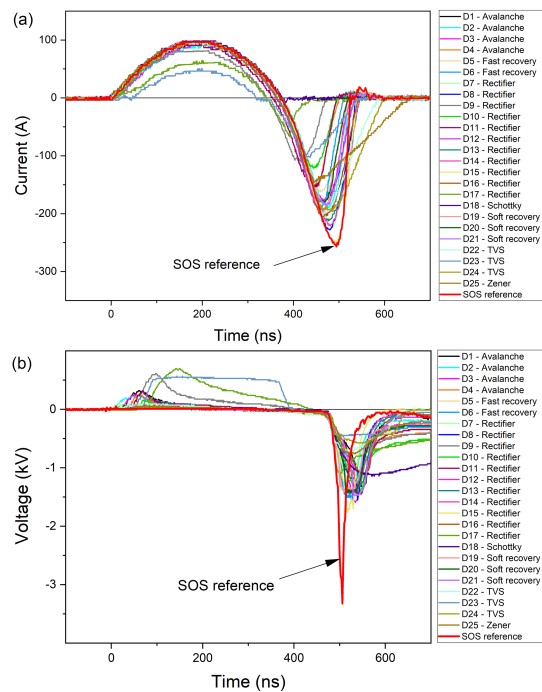 (a)
100
0
-100
-200
-300
Current (A)
0
200
400
600
Time (ns)
SOS reference
D1 - Avalanche
D2 - Avalanche
D3 - Avalanche
D4 - Avalanche
D5 - Fast recovery
D6 - Fast recovery
D7 - Rectifier
D8 - Rectifier
D9 - Rectifier
D10 - Rectifier
D11 - Rectifier
D12 - Rectifier
D13 - Rectifier
D14 - Rectifier
D15 - Rectifier
D16 - Rectifier
D17 - Rectifier
D18 - Schottky
D19 - Soft recovery
D20 - Soft recovery
D21 - Soft recovery
D22 - TVS
D23 - TVS
D24 - TVS
D25 - Zener
SOS reference
(b)
0
-1
-2
-3
Voltage (kV)
0
200
400
600
Time (ns)
SOS reference
D1 - Avalanche
D2 - Avalanche
D3 - Avalanche
D4 - Avalanche
D5 - Fast recovery
D6 - Fast recovery
D7 - Rectifier
D8 - Rectifier
D9 - Rectifier
D10 - Rectifier
D11 - Rectifier
D12 - Rectifier
D13 - Rectifier
D14 - Rectifier
D15 - Rectifier
D16 - Rectifier
D17 - Rectifier
D18 - Schottky
D19 - Soft recovery
D20 - Soft recovery
D21 - Soft recovery
D22 - TVS
D23 - TVS
D24 - TVS
D25 - Zener
SOS reference